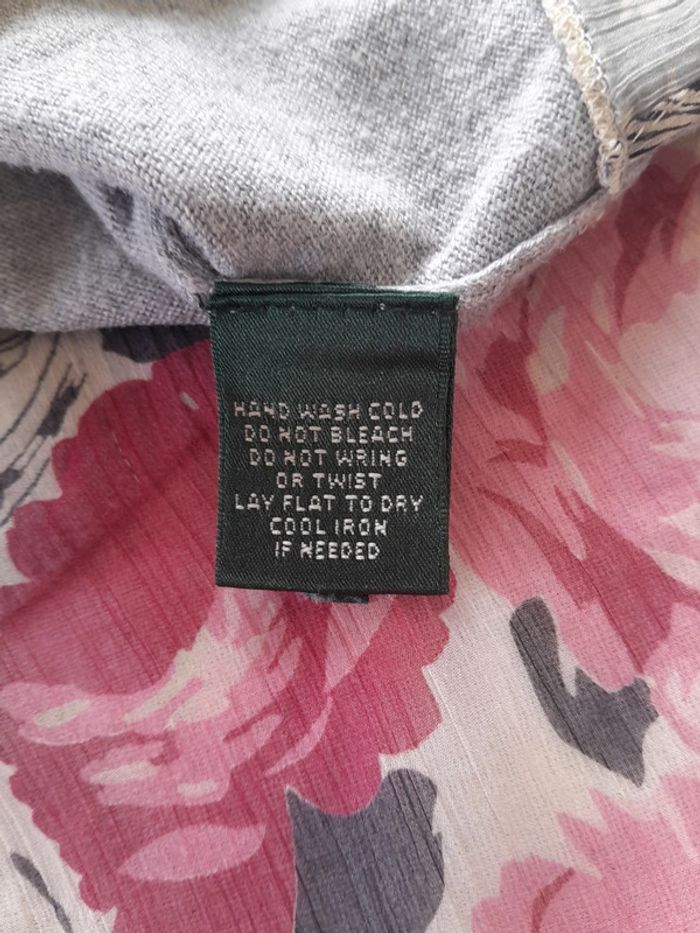 HAND WASH COLD
DO NOT BLEACH
DO NOT WRING
OR TWIST
LAY FLAT TO DRY
COOL IRON
IF NEEDED